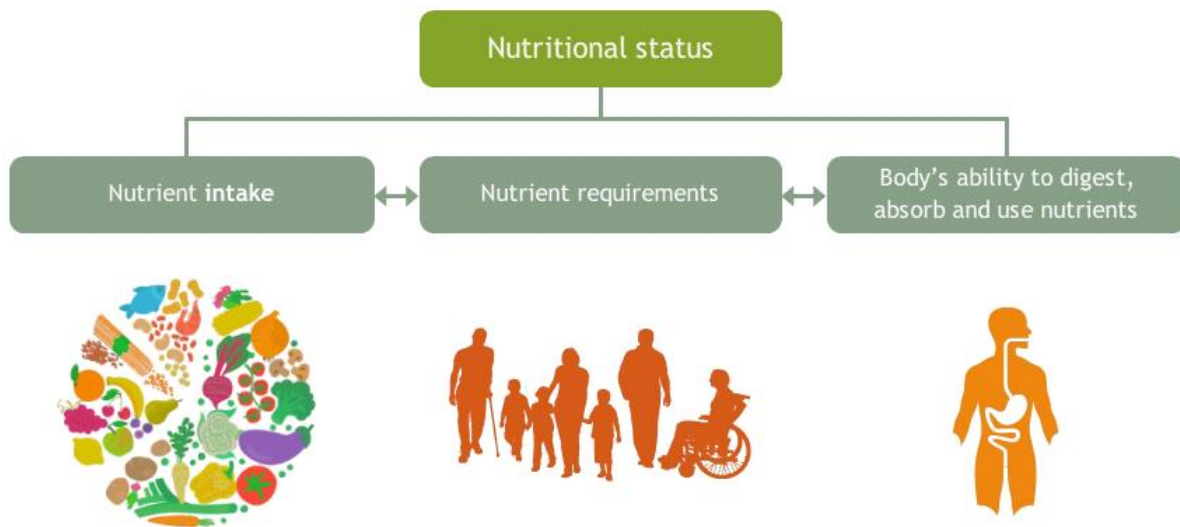 Nutritional status
Nutrient intake
Nutrient requirements
Body's ability to digest,
absorb and use nutrients